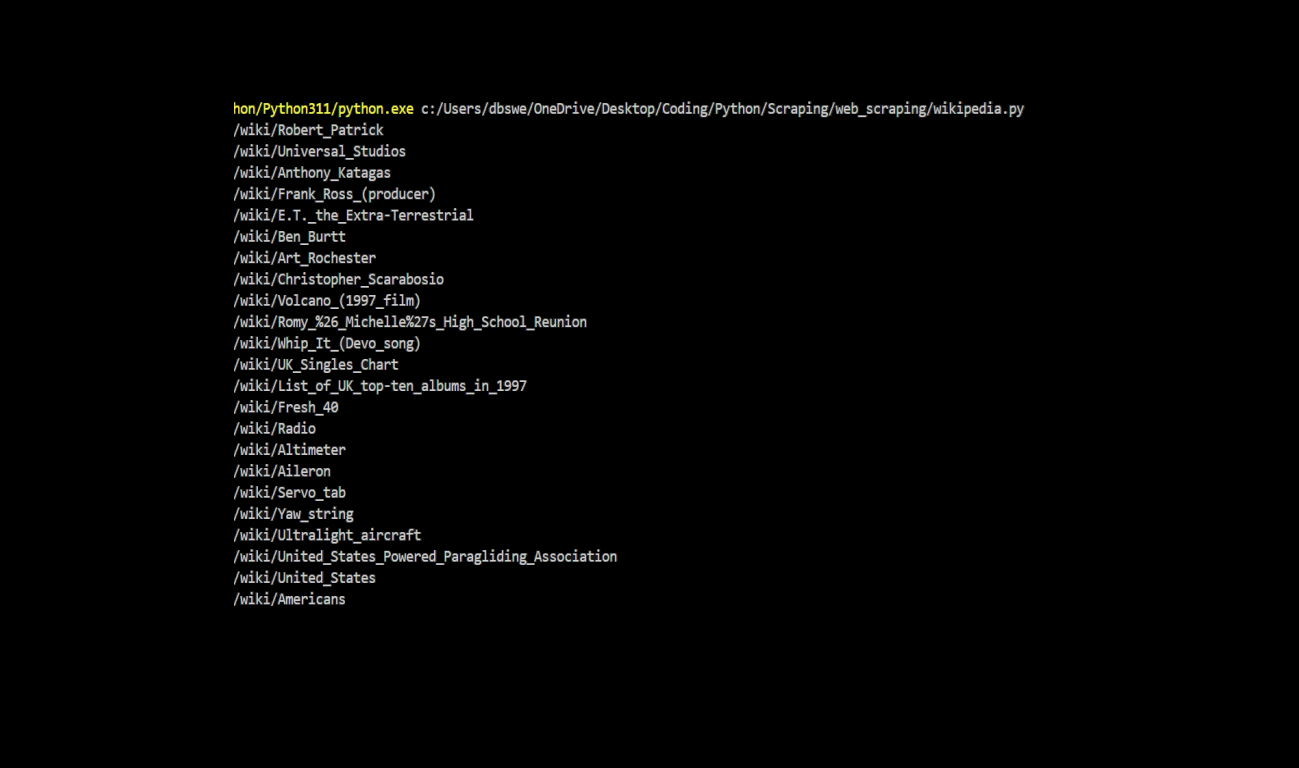 hon/Python311/python.exe c:/Users/dbswe/OneDrive/Desktop/Coding/Python/Scraping/web_scraping/wikipedia.py
/wiki/Robert_Patrick
/wiki/Universal_Studios
/wiki/Anthony_Katagas
/wiki/Frank_Ross_(producer)
/wiki/E.T._the_Extra-Terrestrial
/wiki/Ben_Burtt
/wiki/Art_Rochester
/wiki/Christopher_Scarabosio
/wiki/Volcano_(1997_film)
/wiki/Romy_%26_Michelle%27s_High_School_Reunion
/wiki/Whip_It_(Devo_song)
/wiki/UK_Singles_Chart
/wiki/List_of_UK_top-ten_albums_in_1997
/wiki/Fresh_40
/wiki/Radio
/wiki/Altimeter
/wiki/Aileron
/wiki/Servo_tab
/wiki/Yaw_string
/wiki/Ultralight_aircraft
/wiki/United_States_Powered_Paragliding_Association
/wiki/United_States
/wiki/Americans